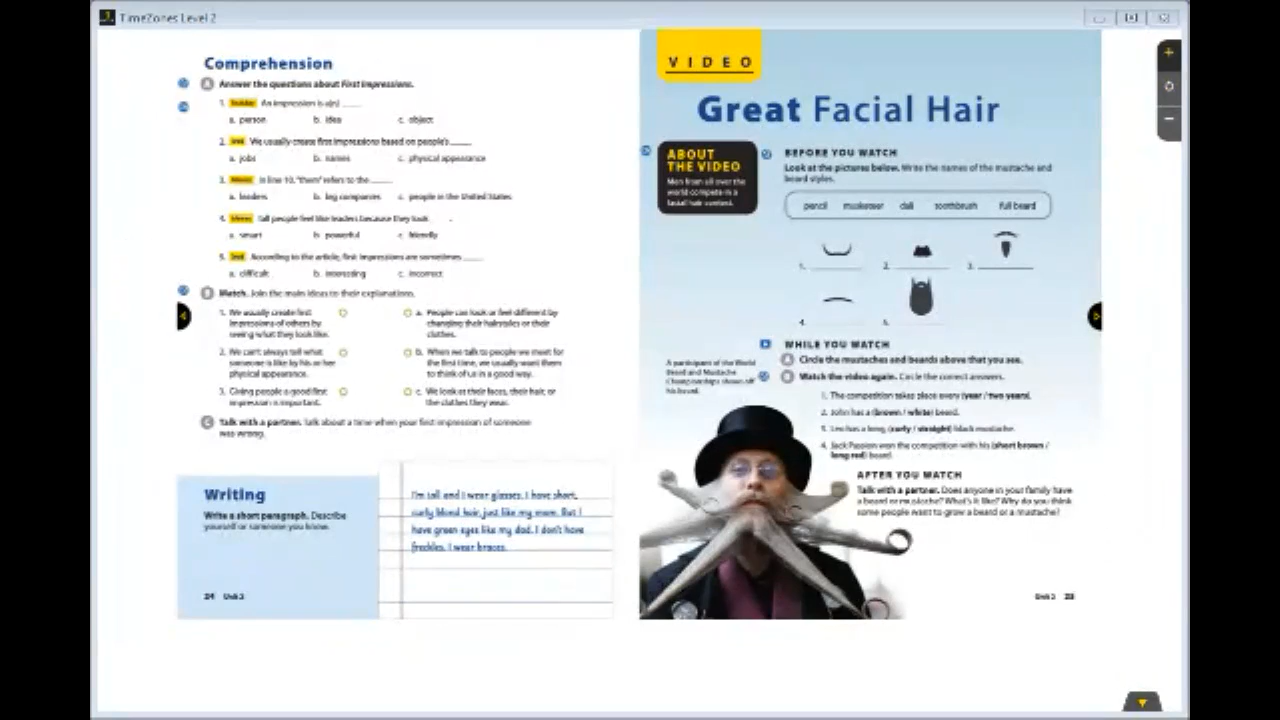 TimeZones Level 2
Comprehension
A Answer the questions about First Impressions.
1. An impression is a(n)
a. person b. idea c. object
2. We usually create first impressions based on people's
a. jobs b. names c. physical appearance
3. In line 10, "them" refers to the
a. leaders b. big companies c. people in the United States
4. Tall people feel like leaders because they look
a. smart b. powerful c. friendly
5. According to the article, first impressions are sometimes
a. difficult b. interesting c. incorrect
B Match. Join the main ideas to their explanations.
1. We usually create first
impressions of others by
seeing what they look like.
2. We can't always tell what
someone is like by his or her
physical appearance.
3. Giving people a good first
impression is important.
a. People can look or feel different by
changing their hairstyles or their
clothes.
b. When we talk to people we meet for
the first time, we usually want them
to think of us in a good way.
c. We look at their faces, their hair, or
the clothes they wear.
C Talk with a partner. Talk about a time when your first impression of someone
was wrong.
Writing
Write a short paragraph. Describe
yourself or someone you know.
I'm tall and I wear glasses. I have short,
curly blond hair, just like my mom. But I
have green eyes like my dad. I don't have
freckles. I wear braces.
24 Unit 2
VIDEO
Great Facial Hair
ABOUT
THE VIDEO
Men from all over the
world compete in a
facial hair contest.
BEFORE YOU WATCH
Look at the pictures below. Write the names of the mustache and
beard styles.
pencil musketeer dali toothbrush full beard
1. 2. 3.
4. 5.
WHILE YOU WATCH
A Circle the mustaches and beards above that you see.
B Watch the video again. Circle the correct answers.
1. The competition takes place every (year / two years).
2. John has a (brown / white) beard.
3. Leo has a long, (curly / straight) black mustache.
4. Jack Passion won the competition with his (short brown /
long red) beard.
A participant of the World
Beard and Mustache
Championships shows off
his beard.
AFTER YOU WATCH
Talk with a partner. Does anyone in your family have
a beard or mustache? What's it like? Why do you think
some people want to grow a beard or a mustache?
Unit 2 25